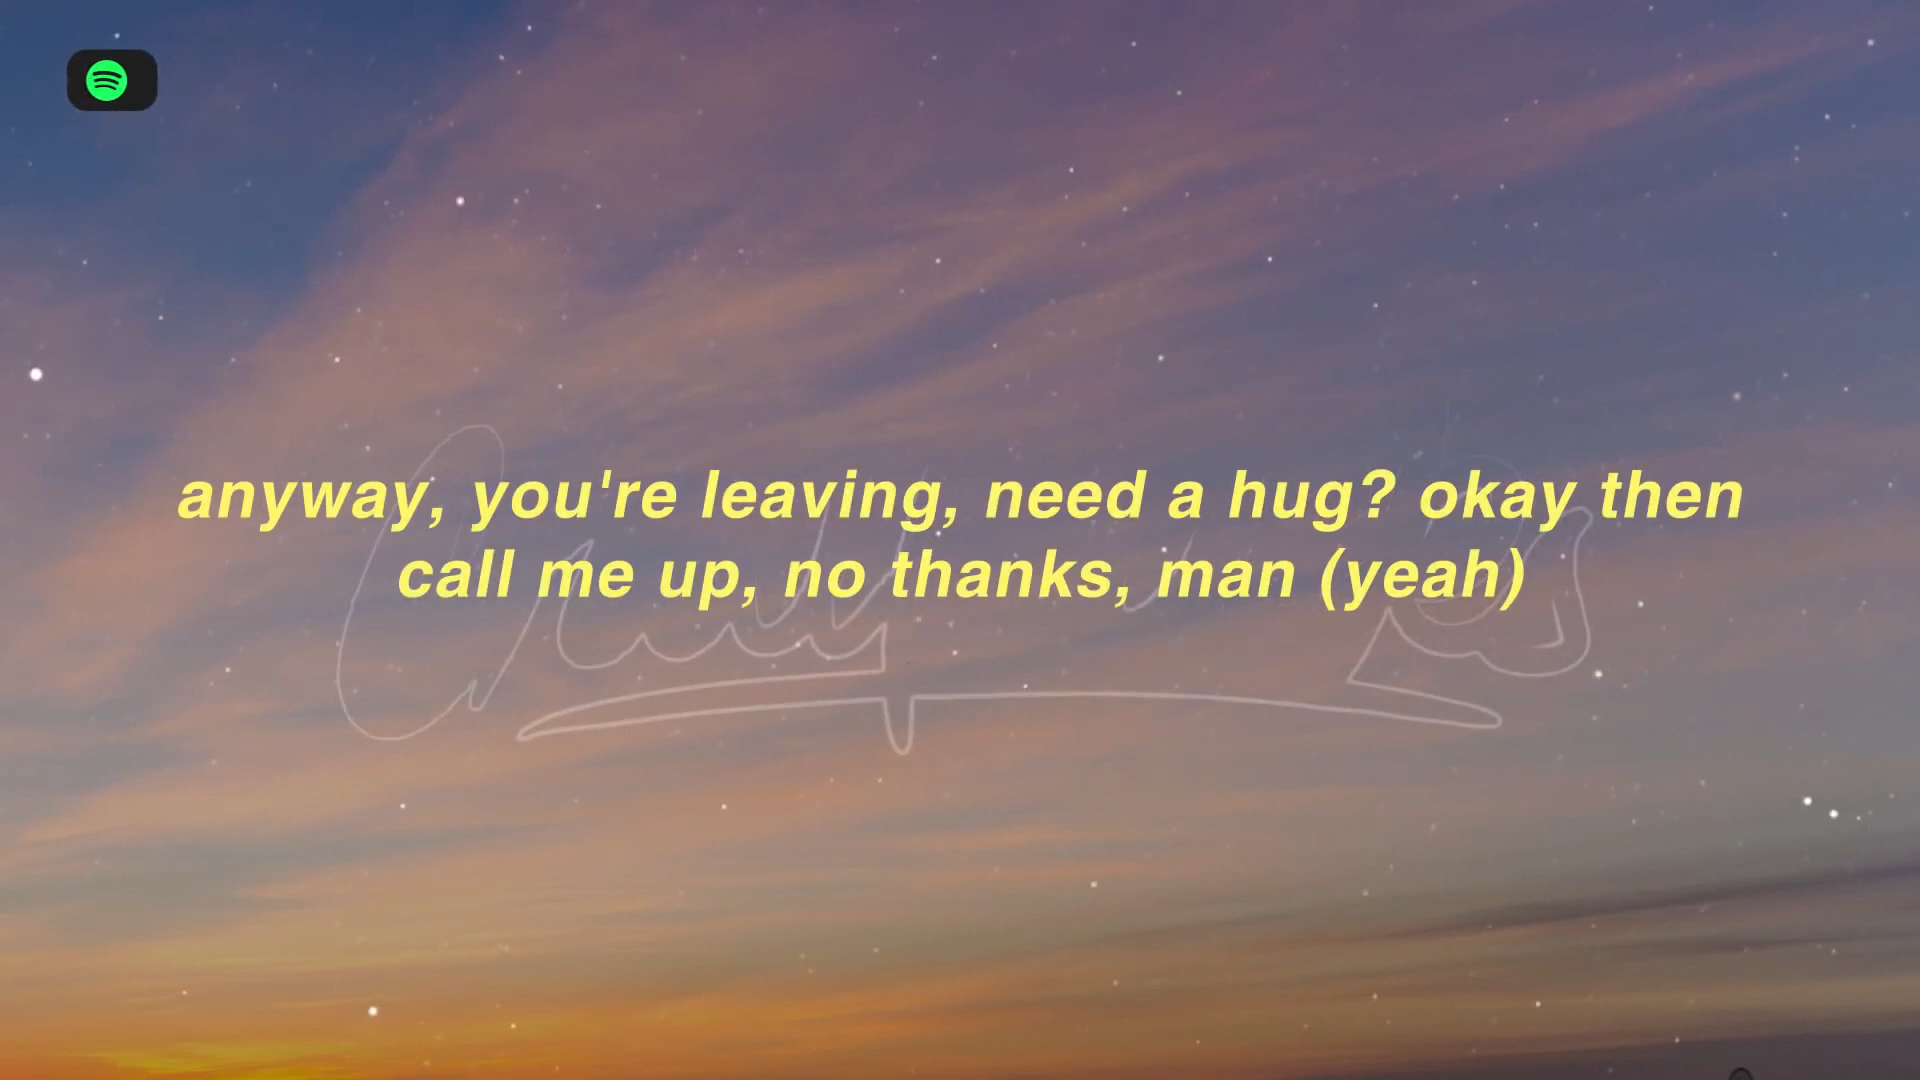 anyway, you're leaving, need a hug? okay then
call me up, no thanks, man (yeah)